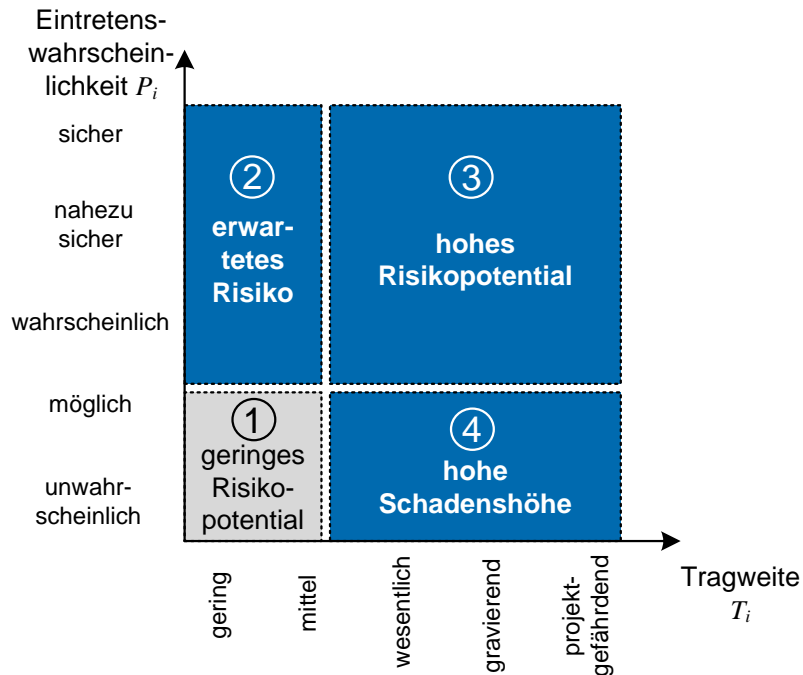 Eintretens-
wahrschein-
lichkeit Pi
sicher
nahezu
sicher
wahrscheinlich
möglich
unwahr-
scheinlich
2
erwar-
tetes
Risiko
3
hohes
Risikopotential
1
geringes
Risiko-
potential
4
hohe
Schadenshöhe
gering
mittel
wesentlich
gravierend
projekt-
gefährdend
Tragweite
Ti